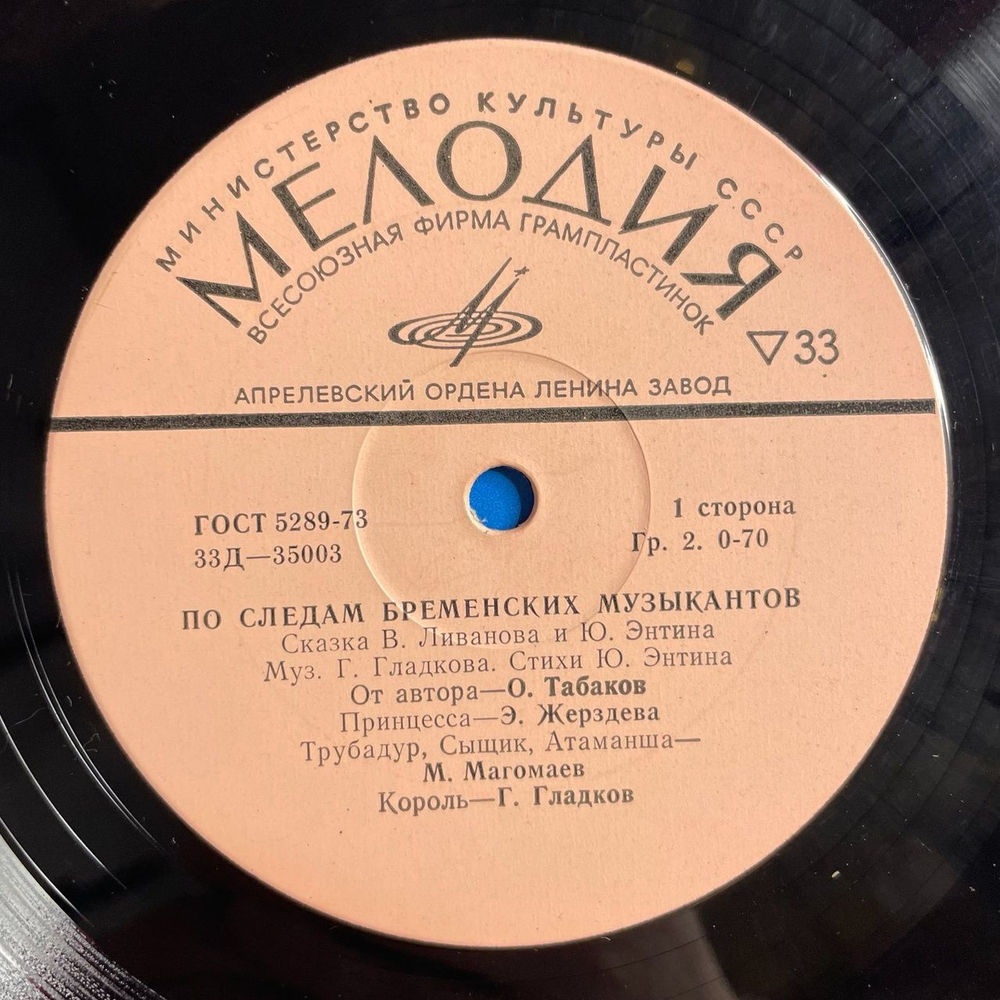 МИНИСТЕРСТВО КУЛЬТУРЫ СССР
МЕЛОДИЯ
ВСЕСОЮЗНАЯ ФИРМА ГРАМПЛАСТИНОК
▽33
АПРЕЛЕВСКИЙ ОРДЕНА ЛЕНИНА ЗАВОД
ГОСТ 5289-73
33Д—35003
1 сторона
Гр. 2. 0-70
ПО СЛЕДАМ БРЕМЕНСКИХ МУЗЫКАНТОВ
Сказка В. Ливанова и Ю. Энтина
Муз. Г. Гладкова. Стихи Ю. Энтина
От автора—О. Табаков
Принцесса—Э. Жерздева
Трубадур, Сыщик, Атаманша—
М. Магомаев
Король—Г. Гладков